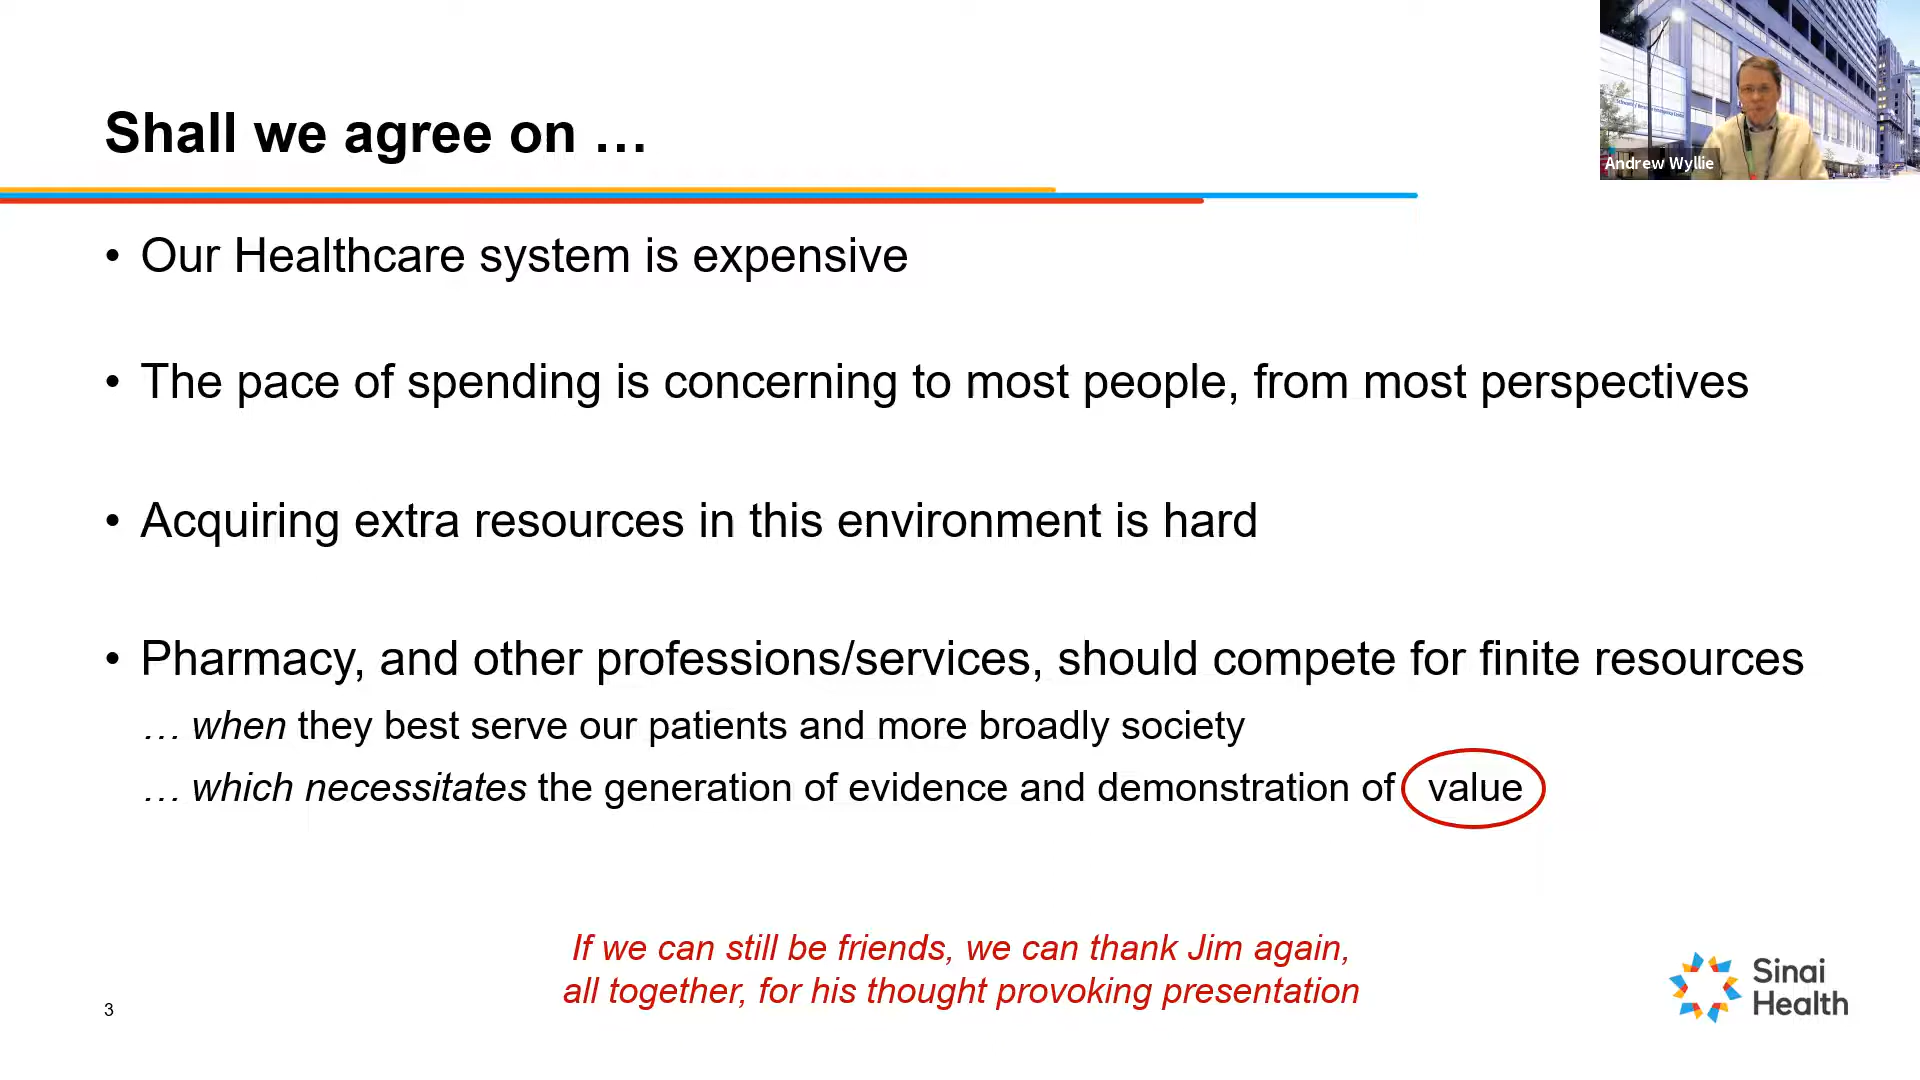 Shall we agree on …
Andrew Wyllie
• Our Healthcare system is expensive
• The pace of spending is concerning to most people, from most perspectives
• Acquiring extra resources in this environment is hard
• Pharmacy, and other professions/services, should compete for finite resources
… when they best serve our patients and more broadly society
… which necessitates the generation of evidence and demonstration of value
If we can still be friends, we can thank Jim again,
all together, for his thought provoking presentation
3
Sinai
Health